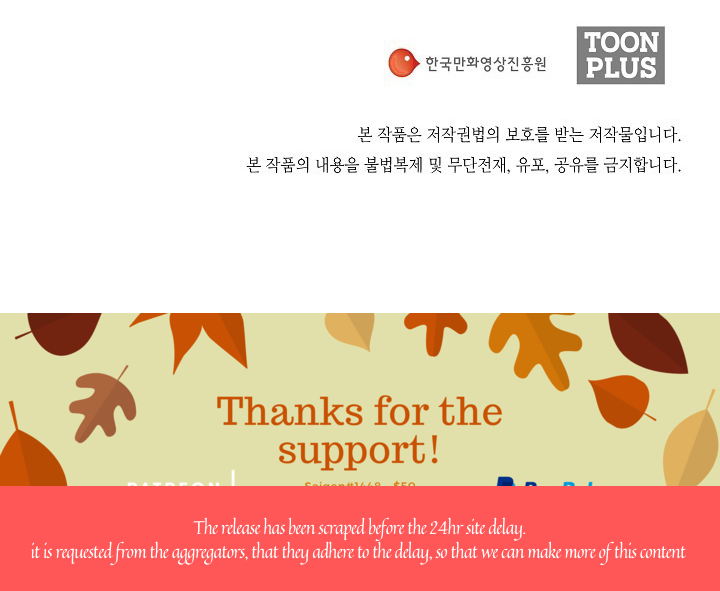 한국만화영상진흥원
TOON
PLUS
본 작품은 저작권법의 보호를 받는 저작물입니다.
본 작품의 내용을 불법복제 및 무단전재, 유포, 공유를 금지합니다.
Thanks for the
support!
PATREON
The release has been scraped before the 24hr site delay.
it is requested from the aggregators, that they adhere to the delay, so that we can make more of this content